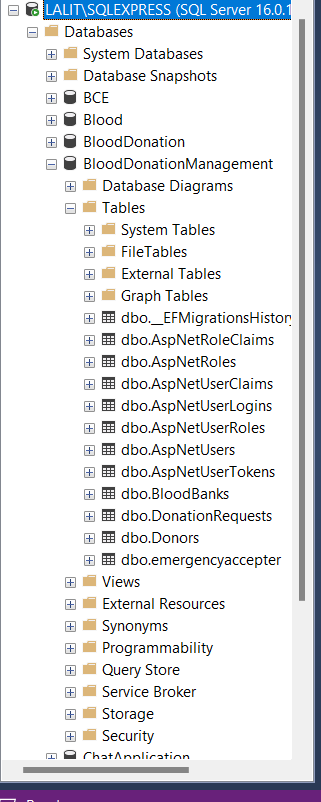 LALIT\SQLEXPRESS (SQL Server 16.0.1
Databases
System Databases
Database Snapshots
BCE
Blood
BloodDonation
BloodDonationManagement
Database Diagrams
Tables
System Tables
FileTables
External Tables
Graph Tables
dbo.__EFMigrationsHistory
dbo.AspNetRoleClaims
dbo.AspNetRoles
dbo.AspNetUserClaims
dbo.AspNetUserLogins
dbo.AspNetUserRoles
dbo.AspNetUsers
dbo.AspNetUserTokens
dbo.BloodBanks
dbo.DonationRequests
dbo.Donors
dbo.emergencyaccepter
Views
External Resources
Synonyms
Programmability
Query Store
Service Broker
Storage
Security
ChatApplication